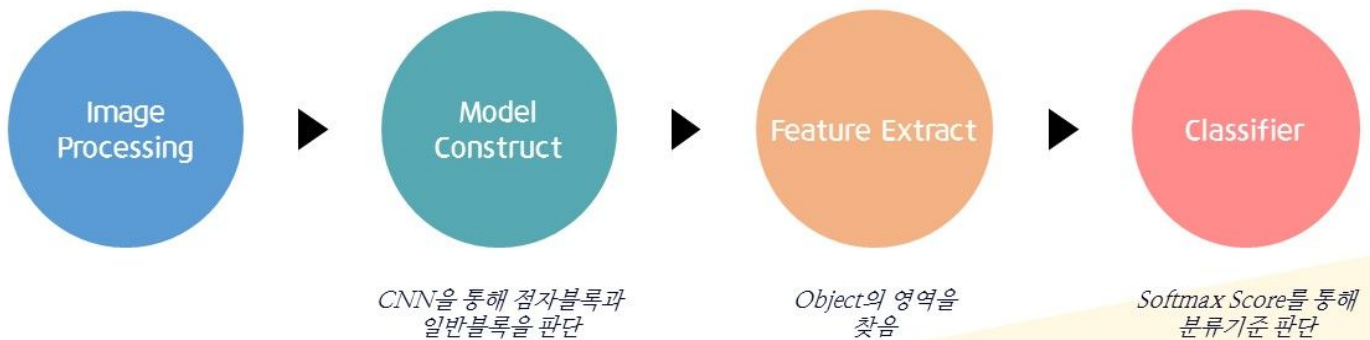 Image
Processing
Model
Construct
Feature Extract
Classifier
CNN을 통해 점자블록과
일반블록을 판단
Object의 영역을
찾음
Softmax Score를 통해
분류기준 판단